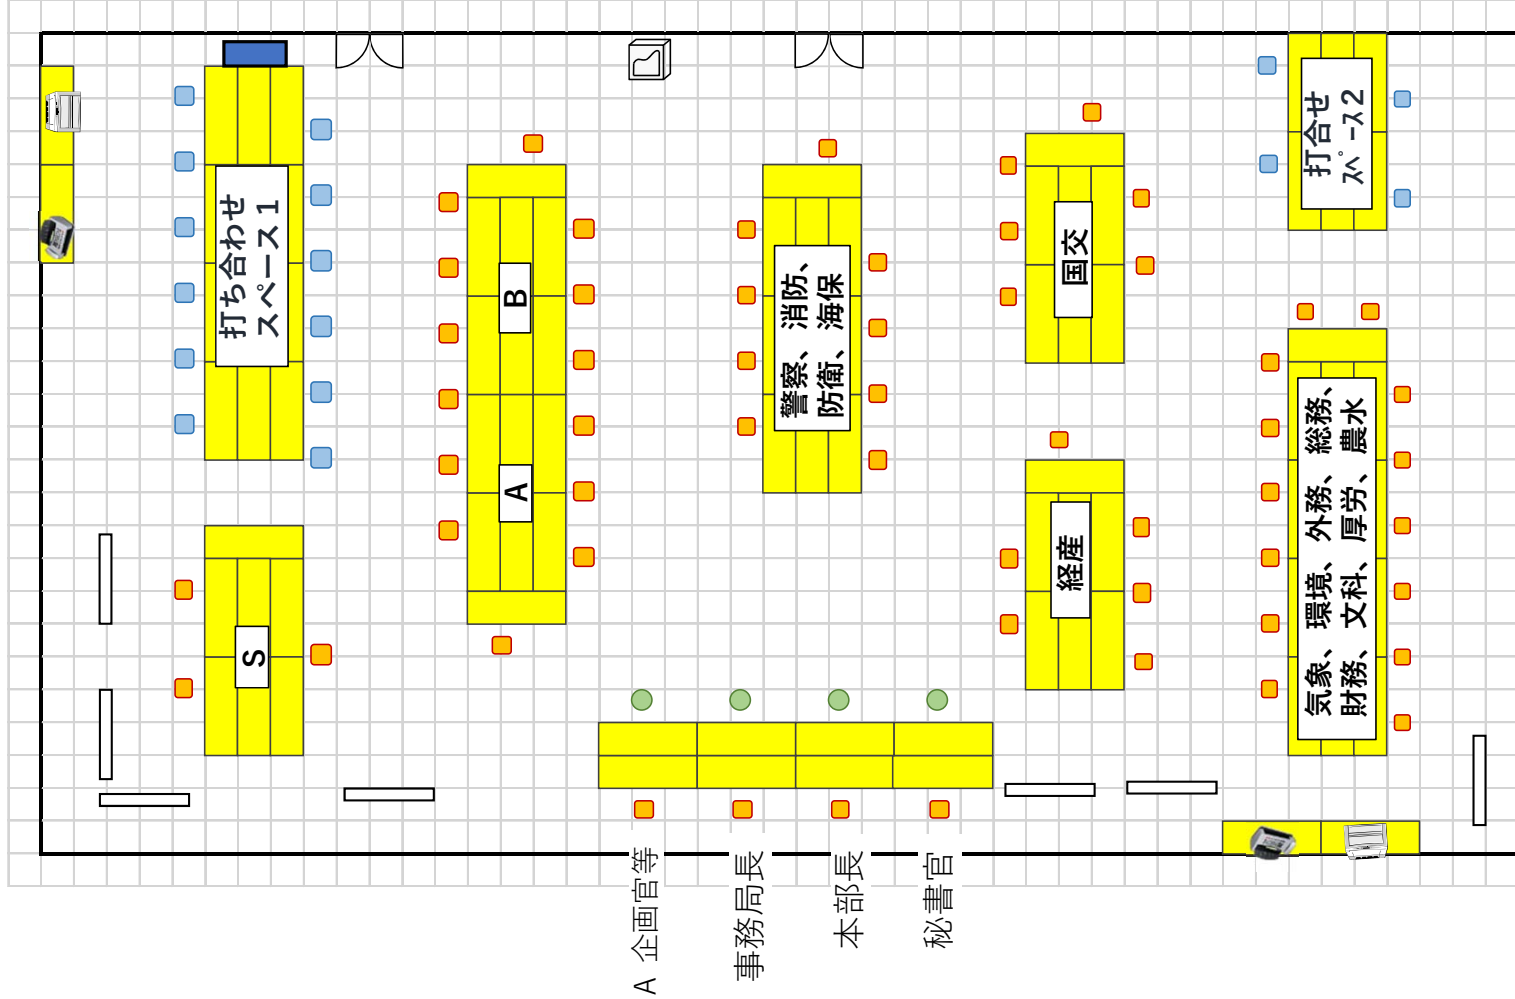 打ち合わせ
スペース１
S
B
A
警察、消防、
防衛、海保
国交
経産
打合せ
スペース2
気象、環境、外務、総務、
財務、文科、厚労、農水
A 企画官等
事務局長
本部長
秘書官